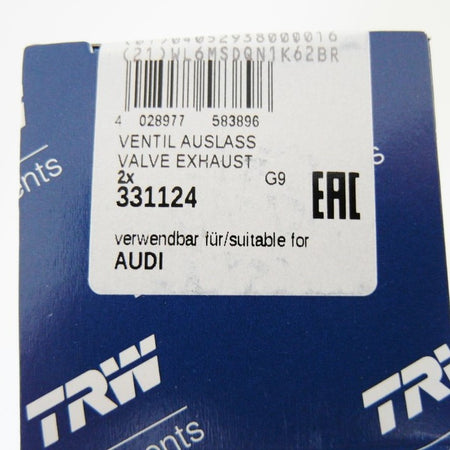 (21)WL6MSDQN1K62BR
4 028977 583896
VENTIL AUSLASS
VALVE EXHAUST
2x G9
331124
EAC
verwendbar für/suitable for
AUDI
TRW
TRW